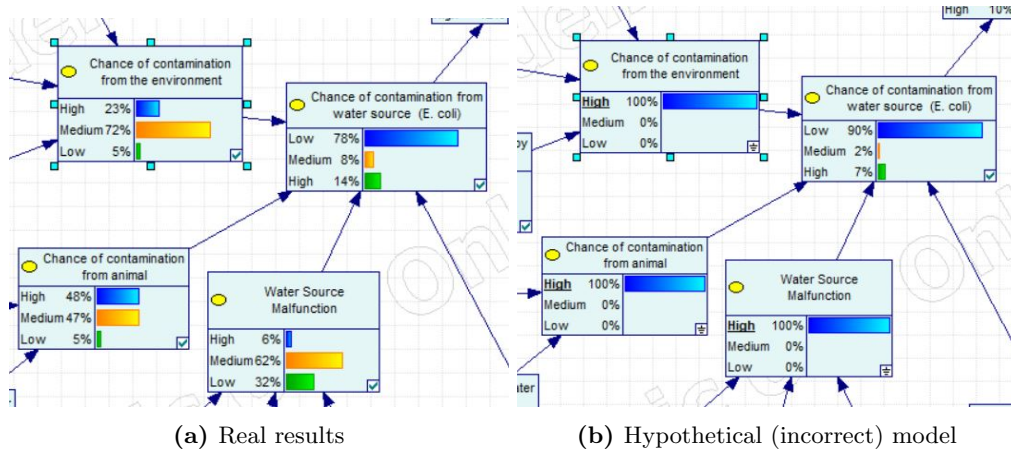 High 10%
Chance of contamination
from the environment
High 23%
Medium 72%
Low 5%
Chance of contamination from
water source (E. coli)
Low 78%
Medium 8%
High 14%
Chance of contamination
from animal
High 48%
Medium 47%
Low 5%
Water Source
Malfunction
High 6%
Medium 62%
Low 32%
Chance of contamination
from the environment
High 100%
Medium 0%
Low 0%
Chance of contamination from
water source (E. coli)
Low 90%
Medium 2%
High 7%
Chance of contamination
from animal
High 100%
Medium 0%
Low 0%
Water Source
Malfunction
High 100%
Medium 0%
Low 0%
(a) Real results
(b) Hypothetical (incorrect) model